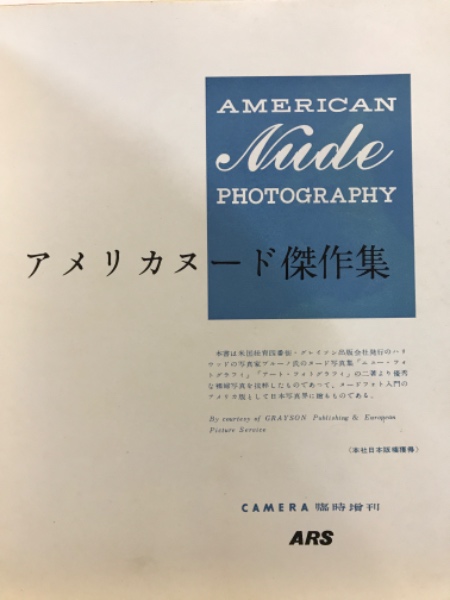 AMERICAN
Nude
PHOTOGRAPHY
アメリカヌード傑作集
本書は米国紐育四番街・グレイソン出版会社発行のハリ
ウッドの写真家ブルーノ氏のヌード写真集「ニュー・フォ
トグラフィ」「アート・フォトグラフィ」の二著より優秀
な裸婦写真を抜粋したものであつて、ヌードフォト入門の
アメリカ版として日本写真界に贈るものである。
By courtesy of GRAYSON Publishing & European
Picture Service
(本社日本版権獲得)
CAMERA 臨時増刊
ARS